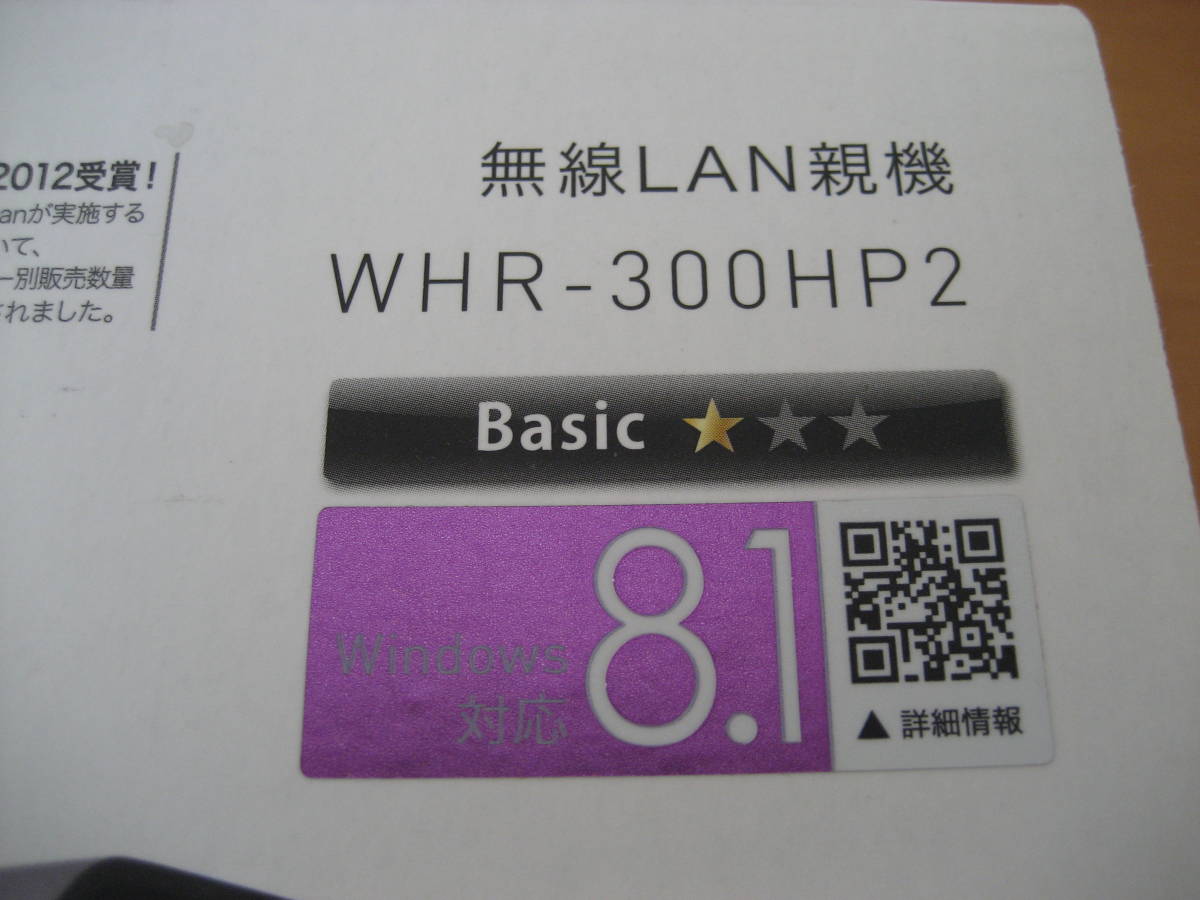 2012受賞！
anが実施する
いて、
ー別販売数量
されました。
無線LAN親機
WHR-300HP2
Basic
Windows
対応
8.1
▲ 詳細情報